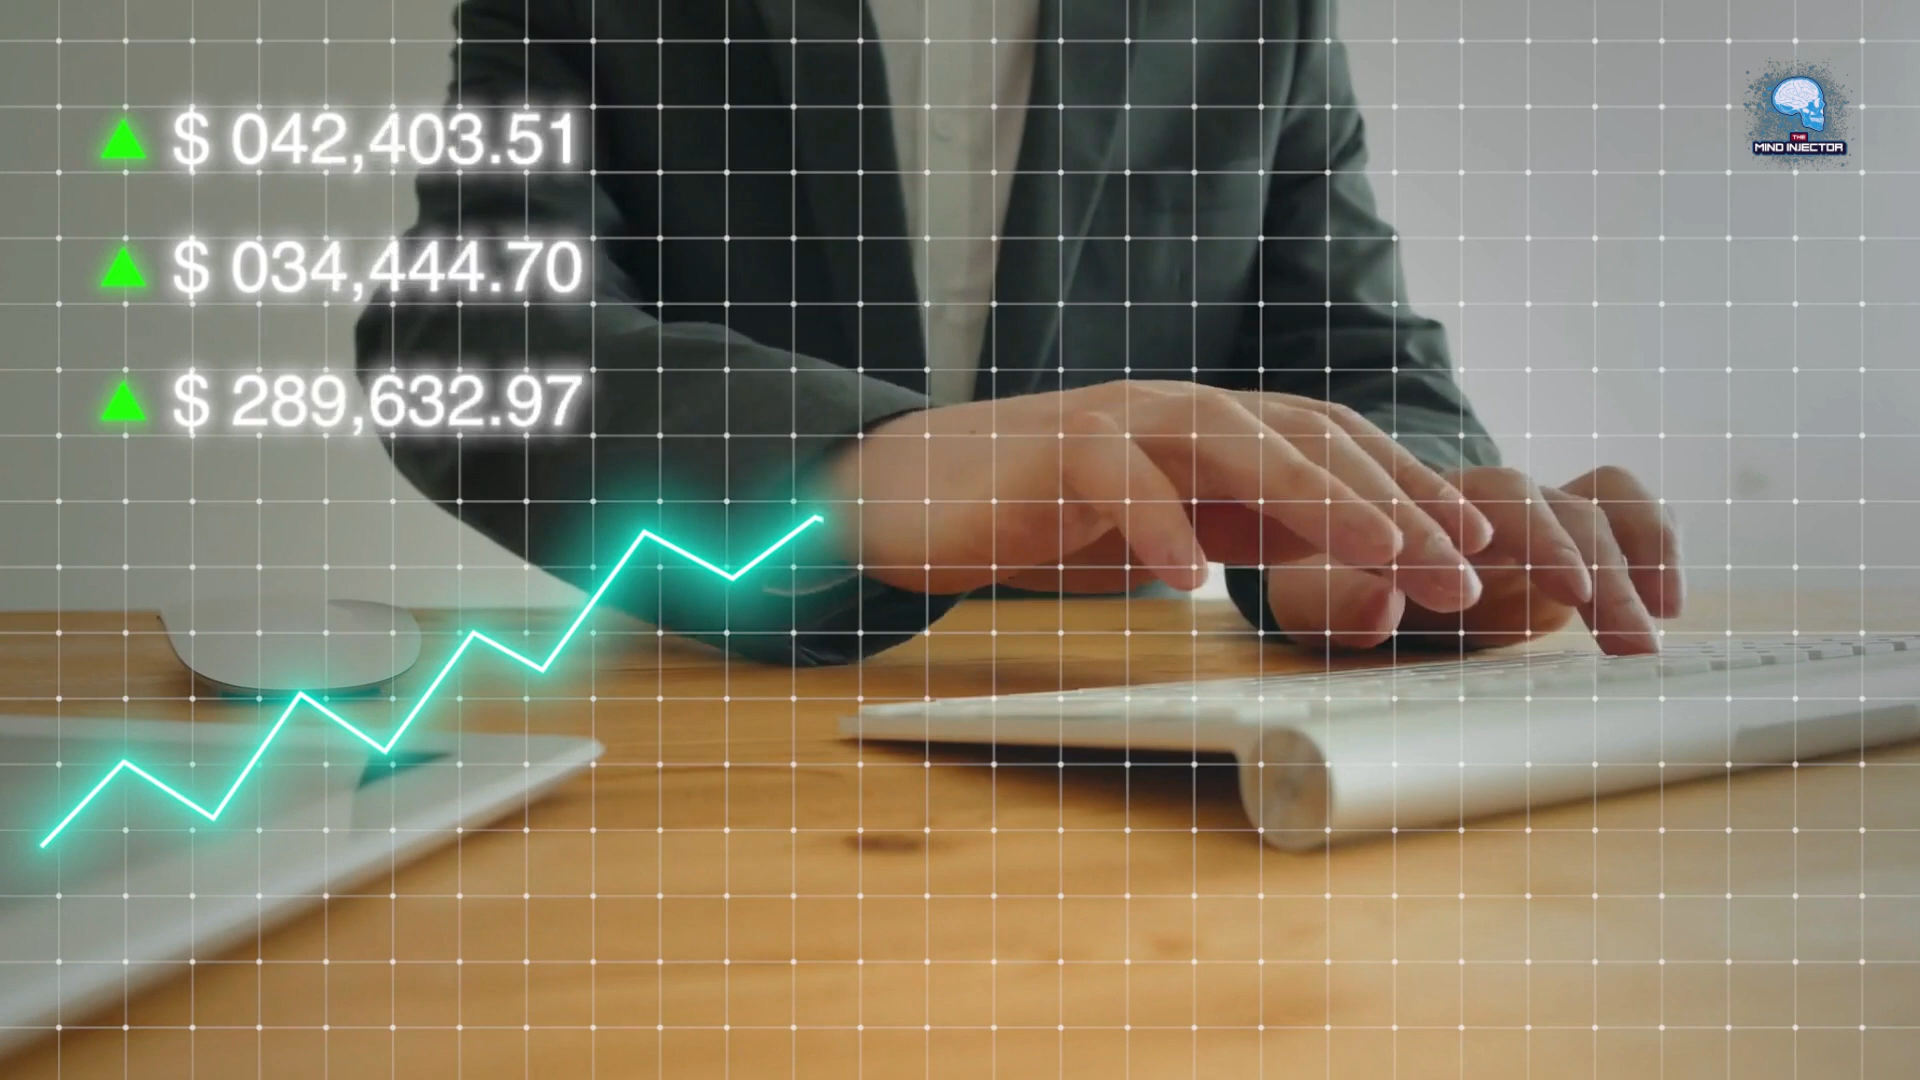 $ 042,403.51
$ 034,444.70
$ 289,632.97
THE
MIND INJECTOR